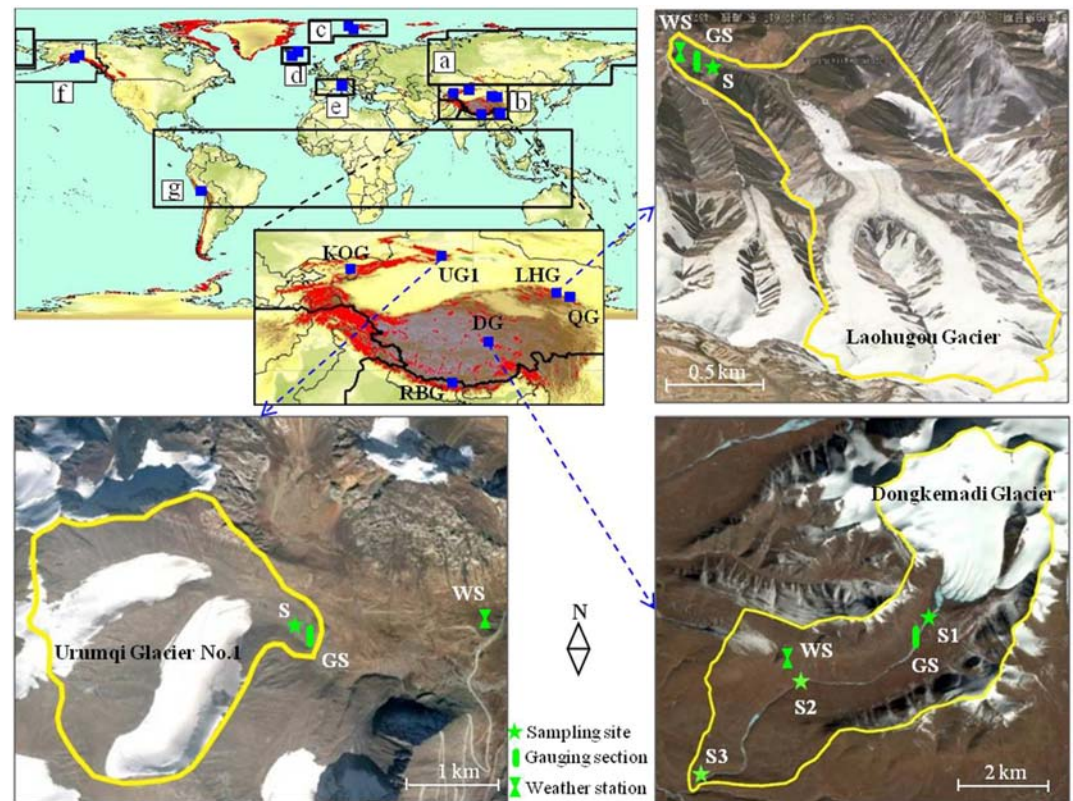 c
a
d
f
e
b
g
KOG
UG1
LHG
QG
DG
RBG
WS
GS
S
Laohugou Gacier
0.5 km
S
WS
GS
Urumqi Glacier No.1
1 km
N
Sampling site
Gauging section
Weather station
Dongkemadi Glacier
S1
WS
GS
S2
S3
2 km